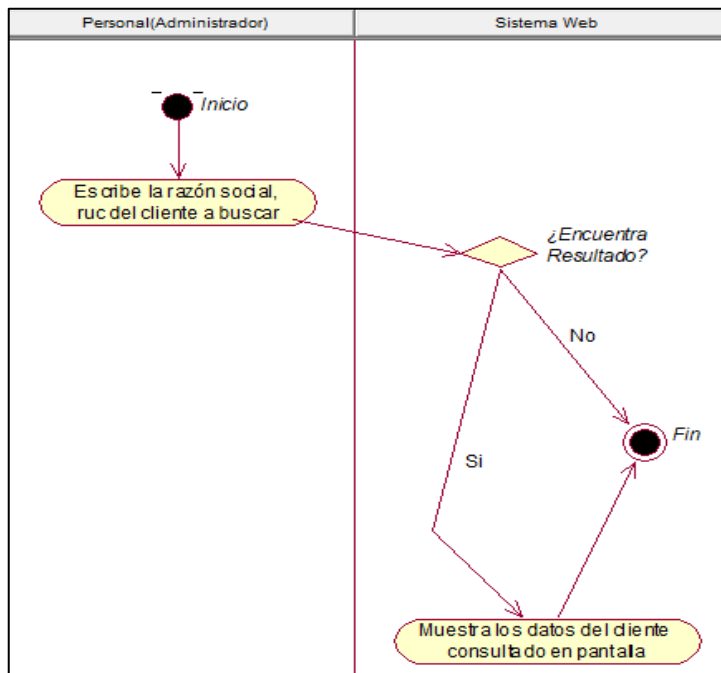 Personal(Administrador)
Sistema Web
Inicio
Escribe la razón social,
ruc del cliente a buscar
¿Encuentra
Resultado?
No
Si
Fin
Muestra los datos del cliente
consultado en pantalla